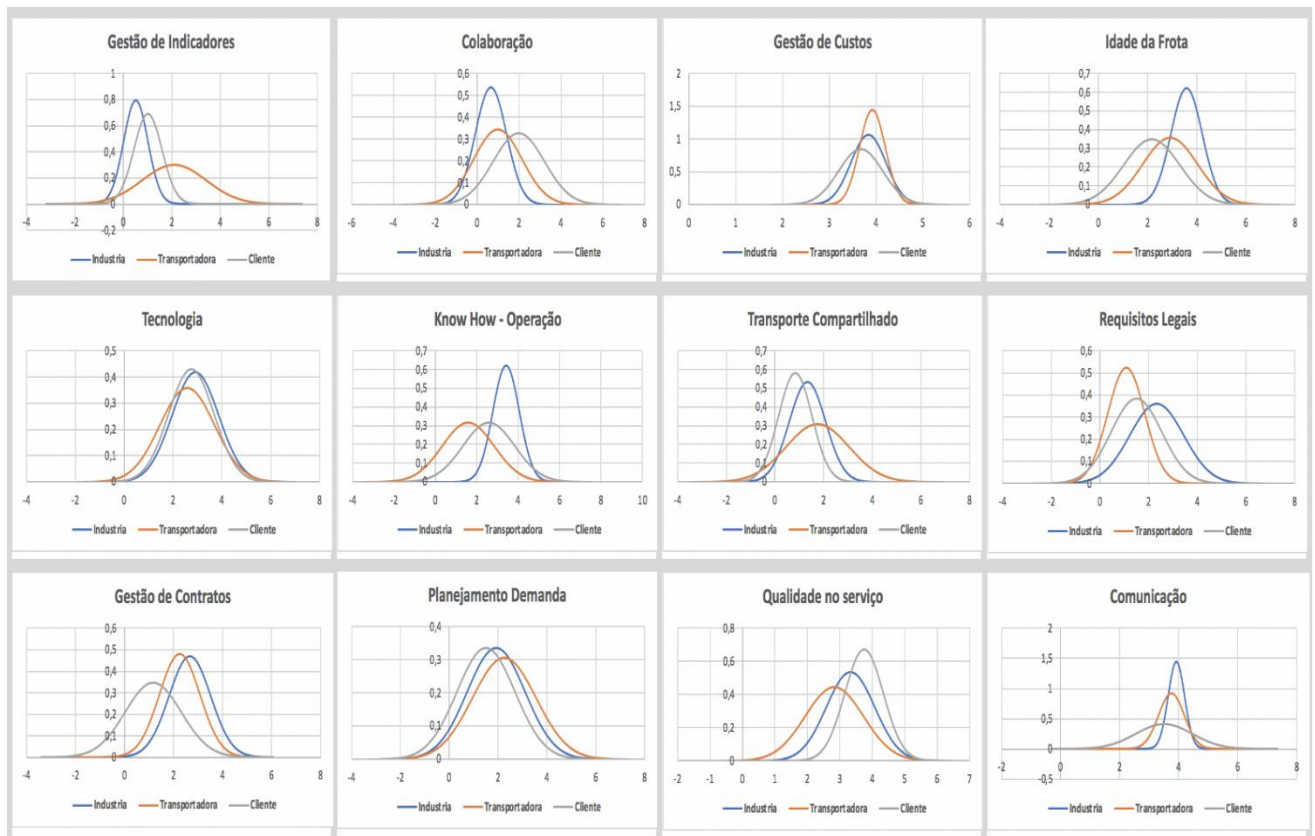 Gestão de Indicadores
1
0,8
0,6
0,4
0,2
0
-0,2
-4 -2 0 2 4 6 8
Industria Transportadora Cliente
Colaboração
0,6
0,5
0,4
0,3
0,2
0,1
0
-6 -4 -2 0 2 4 6 8
Industria Transportadora Cliente
Gestão de Custos
2
1,5
1
0,5
0
0 1 2 3 4 5 6
Industria Transportadora Cliente
Idade da Frota
0,7
0,6
0,5
0,4
0,3
0,2
0,1
0
-4 -2 0 2 4 6 8
Industria Transportadora Cliente
Tecnologia
0,5
0,4
0,3
0,2
0,1
0
-4 -2 0 2 4 6 8
Industria Transportadora Cliente
Know How - Operação
0,7
0,6
0,5
0,4
0,3
0,2
0,1
0
-4 -2 0 2 4 6 8 10
Industria Transportadora Cliente
Transporte Compartilhado
0,7
0,6
0,5
0,4
0,3
0,2
0,1
0
-4 -2 0 2 4 6 8
Industria Transportadora Cliente
Requisitos Legais
0,6
0,5
0,4
0,3
0,2
0,1
0
-4 -2 0 2 4 6 8
Industria Transportadora Cliente
Gestão de Contratos
0,6
0,5
0,4
0,3
0,2
0,1
0
-4 -2 0 2 4 6 8
Industria Transportadora Cliente
Planejamento Demanda
0,4
0,3
0,2
0,1
0
-4 -2 0 2 4 6 8
Industria Transportadora Cliente
Qualidade no serviço
0,8
0,6
0,4
0,2
0
-2 -1 0 1 2 3 4 5 6 7
Industria Transportadora Cliente
Comunicação
2
1,5
1
0,5
0
-0,5
-2 0 2 4 6 8
Industria Transportadora Cliente